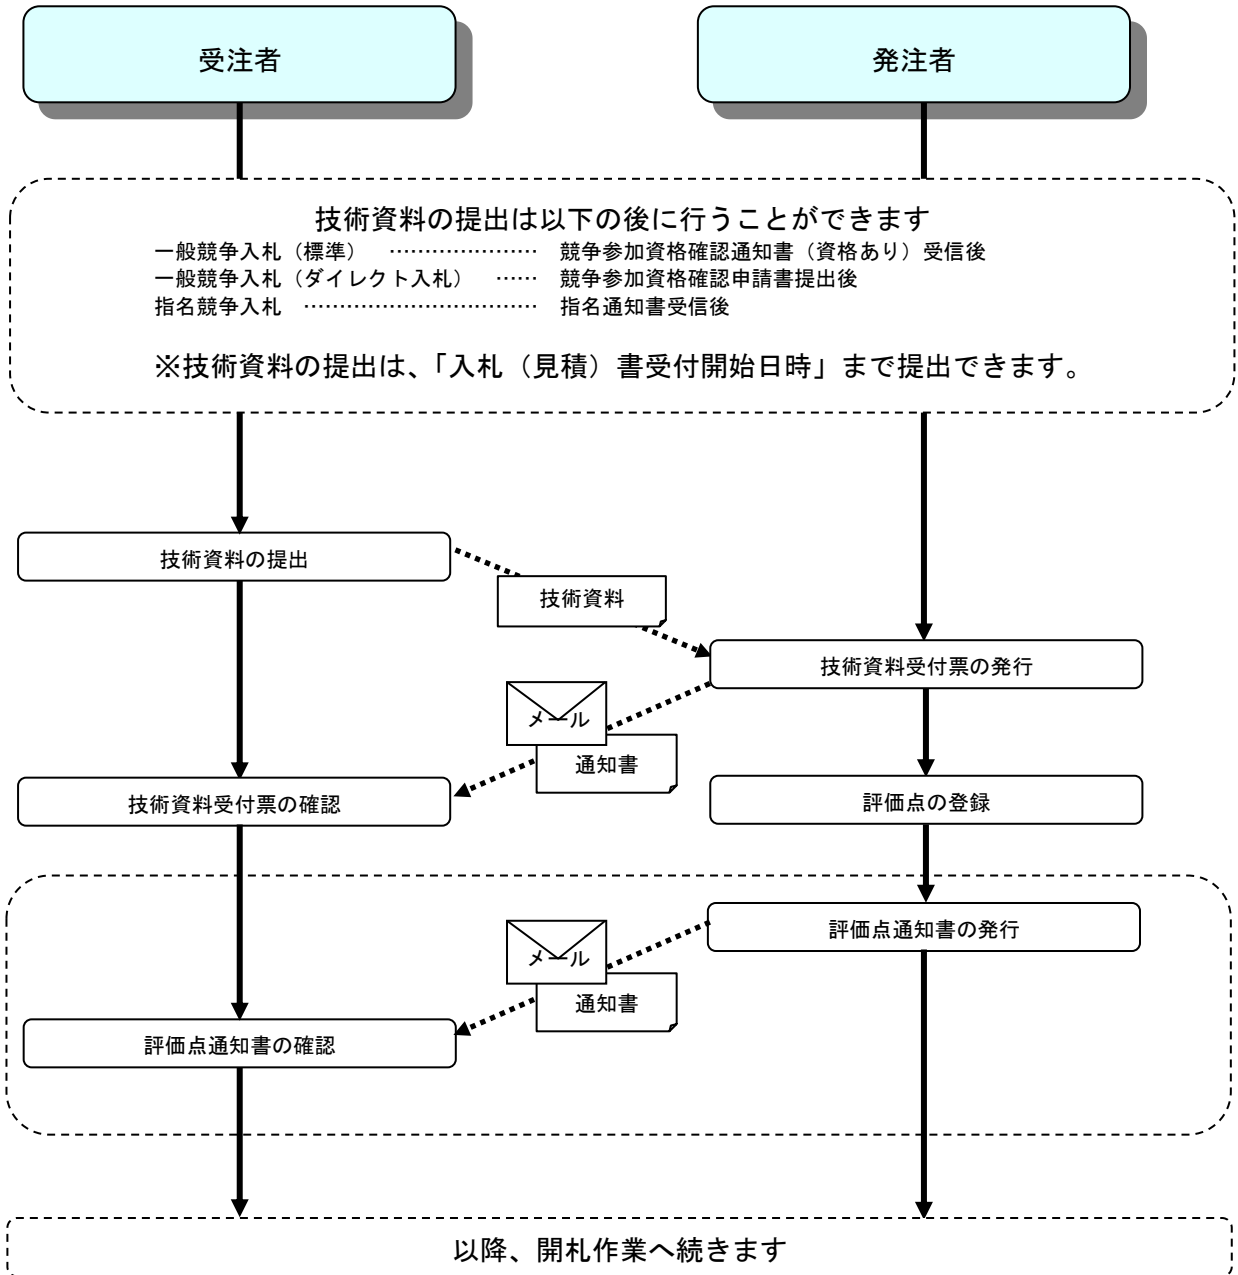 受注者
発注者
技術資料の提出は以下の後に行うことができます
一般競争入札（標準） ………………… 競争参加資格確認通知書（資格あり）受信後
一般競争入札（ダイレクト入札） …… 競争参加資格確認申請書提出後
指名競争入札 …………………………… 指名通知書受信後
※技術資料の提出は、「入札（見積）書受付開始日時」まで提出できます。
技術資料の提出
技術資料
技術資料受付票の発行
メール
通知書
技術資料受付票の確認
評価点の登録
評価点通知書の発行
メール
通知書
評価点通知書の確認
以降、開札作業へ続きます